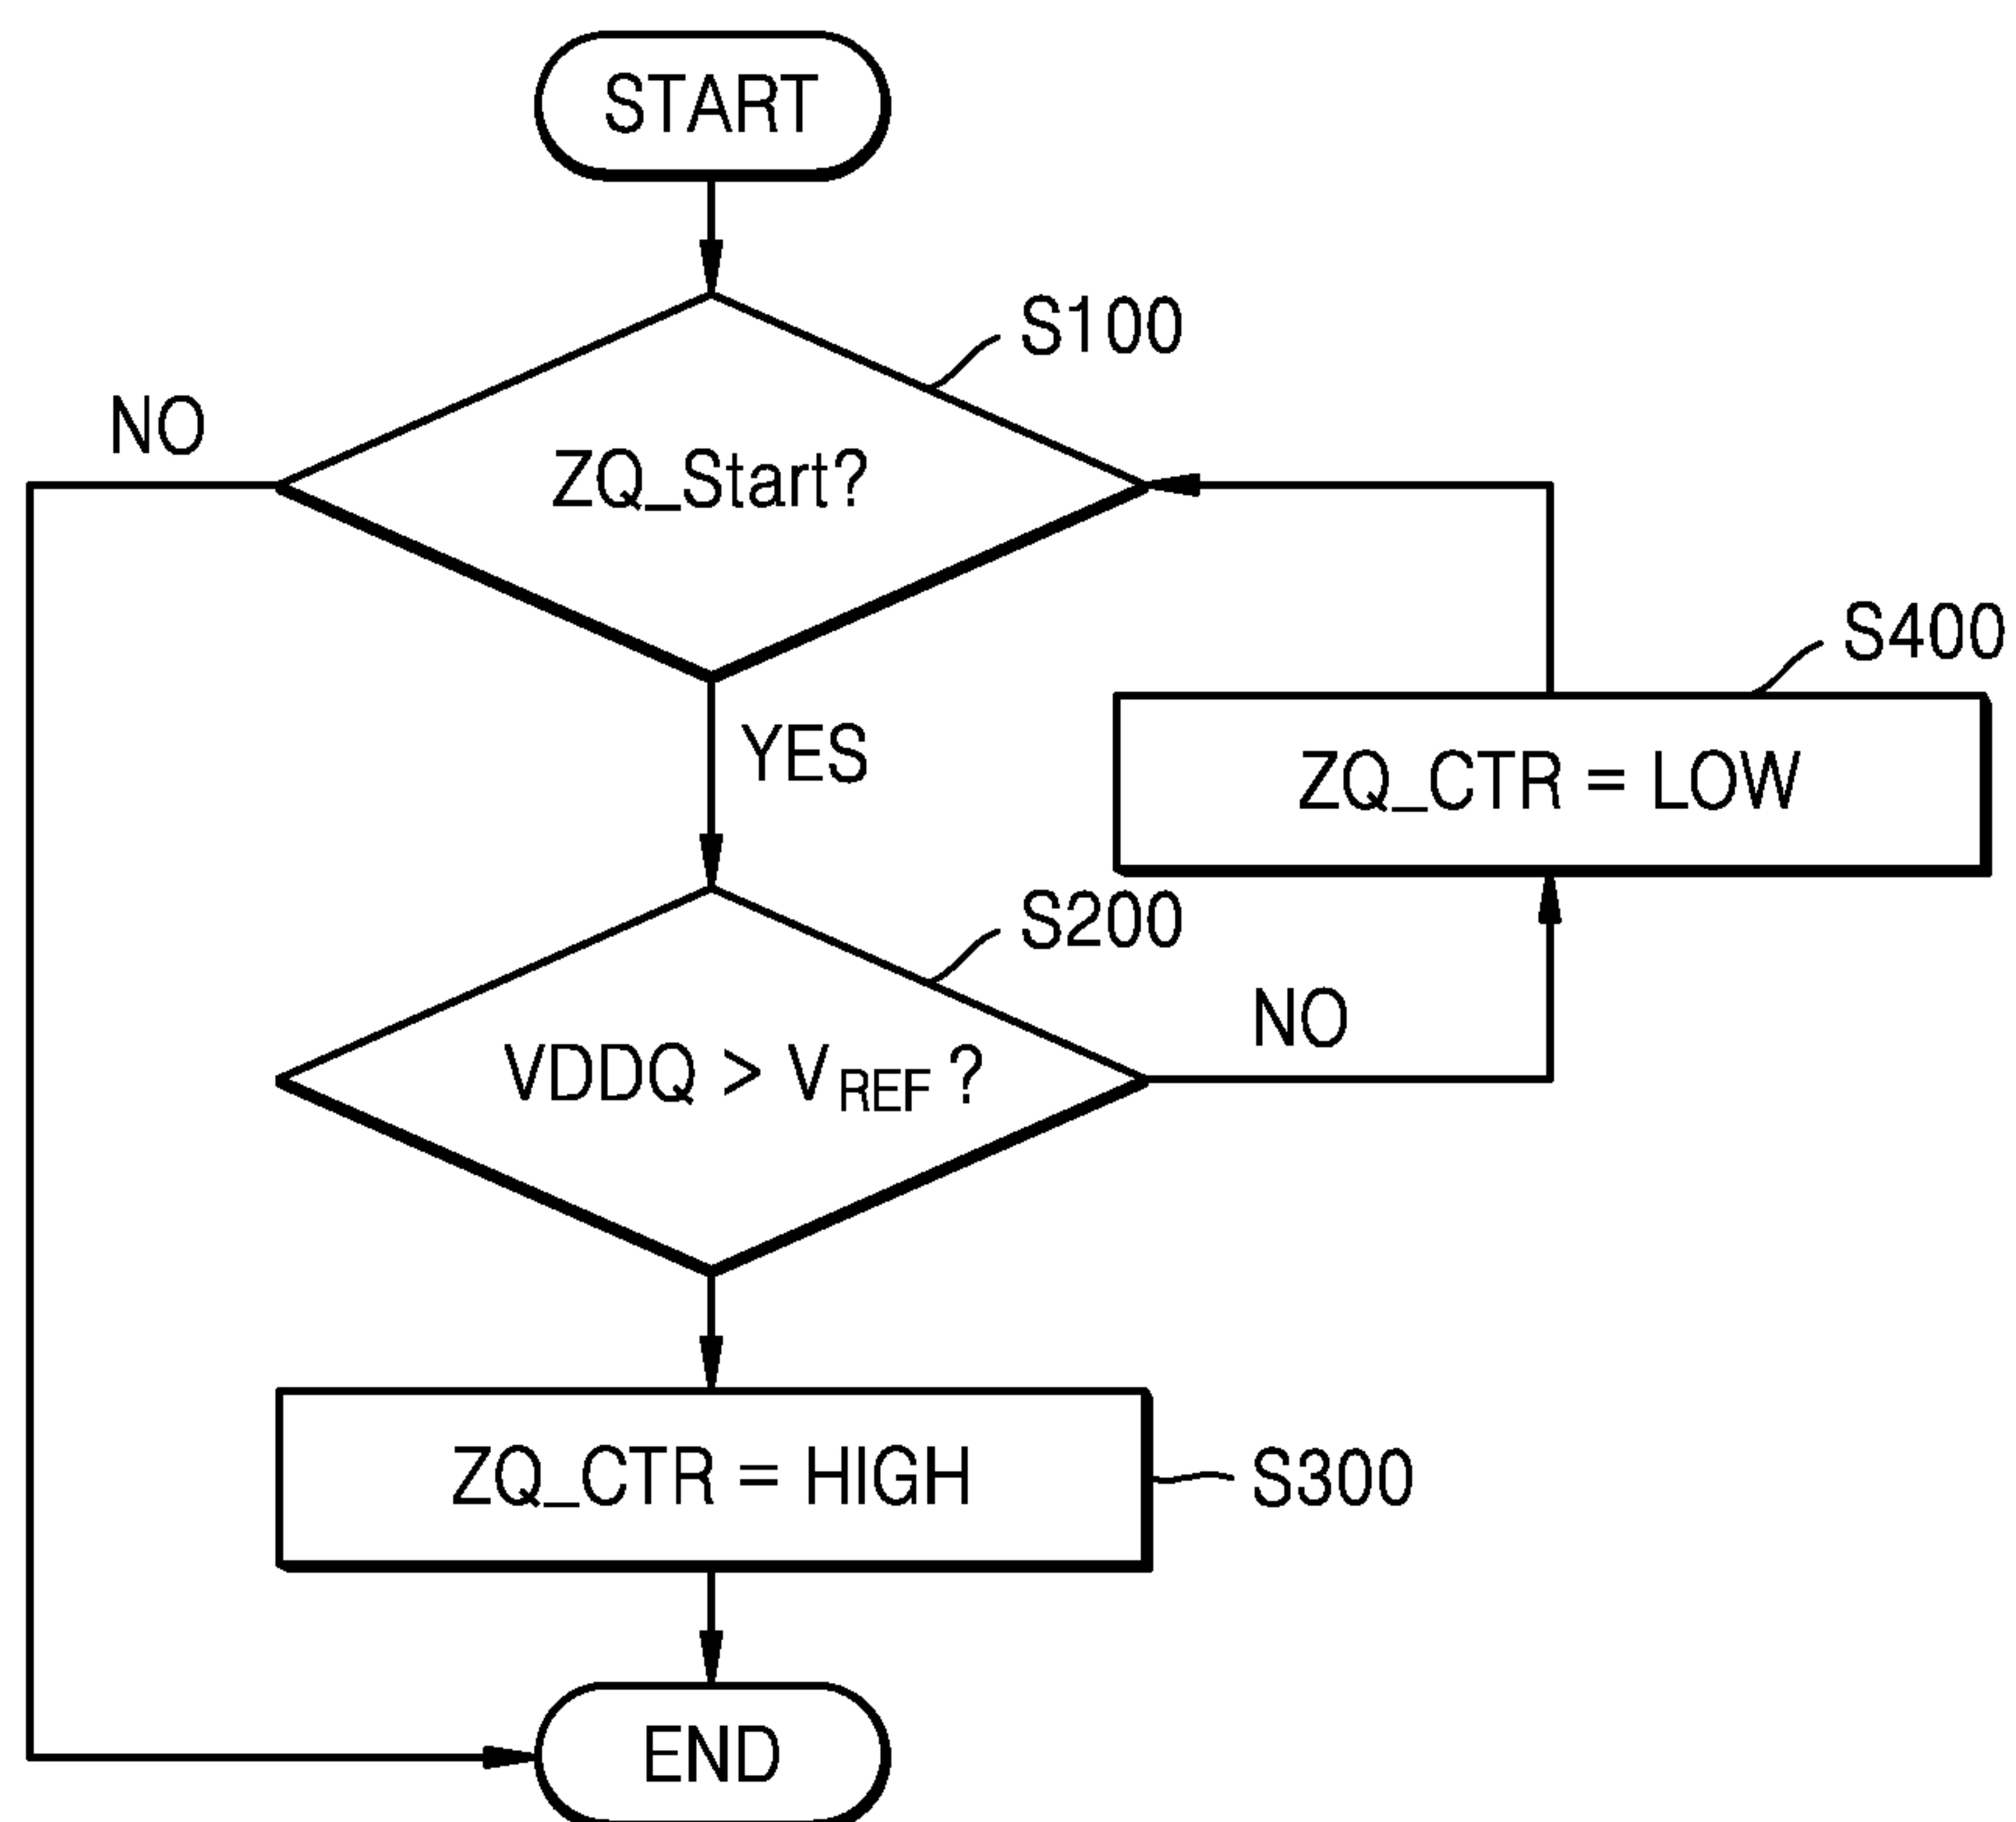 START
S100
NO
ZQ_Start?
S400
YES
ZQ_CTR = LOW
S200
NO
VDDQ > VREF ?
ZQ_CTR = HIGH
S300
END